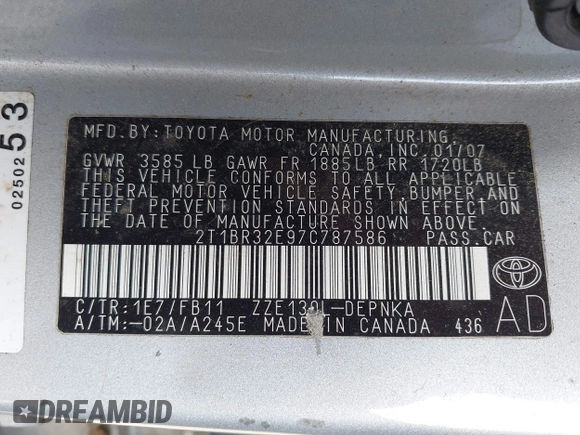 MFD.BY:TOYOTA MOTOR MANUFACTURING
CANADA, INC.01/07
GVWR 3585 LB GAWR FR 1885LB RR 1720LB
THIS VEHICLE CONFORMS TO ALL APPLICABLE
FEDERAL MOTOR VEHICLE SAFETY, BUMPER AND
THEFT PREVENTION STANDARDS IN EFFECT ON
THE DATE OF MANUFACTURE SHOWN ABOVE.
2T1BR32E97C787586 PASS.CAR
C/TR:1E7/FB11 ZZE130L-DEPNKA
A/TM:-02A/A245E MADE IN CANADA 436
AD
0250253
DREAMBID